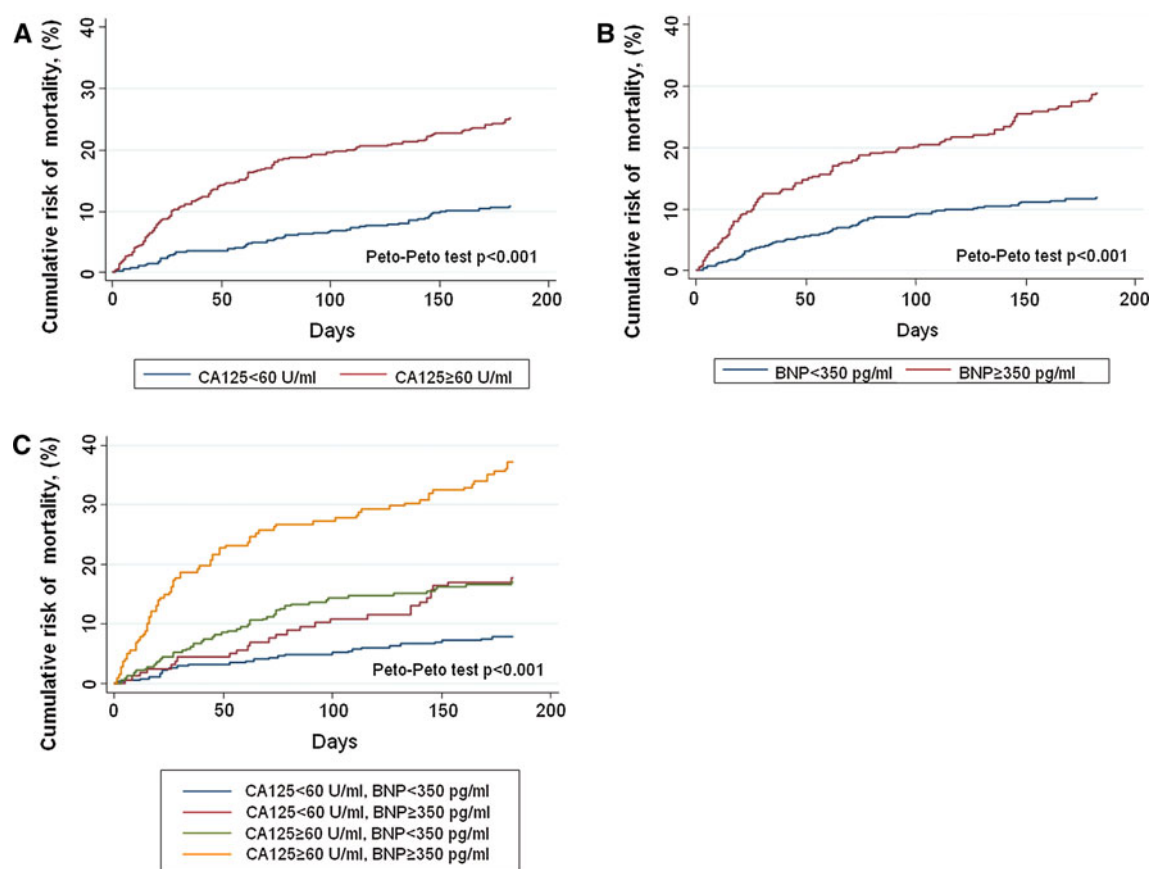 A
Cumulative risk of mortality, (%)
40
30
20
10
0
Peto-Peto test p<0.001
0 50 100 150 200
Days
CA125<60 U/ml CA125≥60 U/ml
B
Cumulative risk of mortality, (%)
40
30
20
10
0
Peto-Peto test p<0.001
0 50 100 150 200
Days
BNP<350 pg/ml BNP≥350 pg/ml
C
Cumulative risk of mortality, (%)
40
30
20
10
0
Peto-Peto test p<0.001
0 50 100 150 200
Days
CA125<60 U/ml, BNP<350 pg/ml
CA125<60 U/ml, BNP≥350 pg/ml
CA125≥60 U/ml, BNP<350 pg/ml
CA125≥60 U/ml, BNP≥350 pg/ml